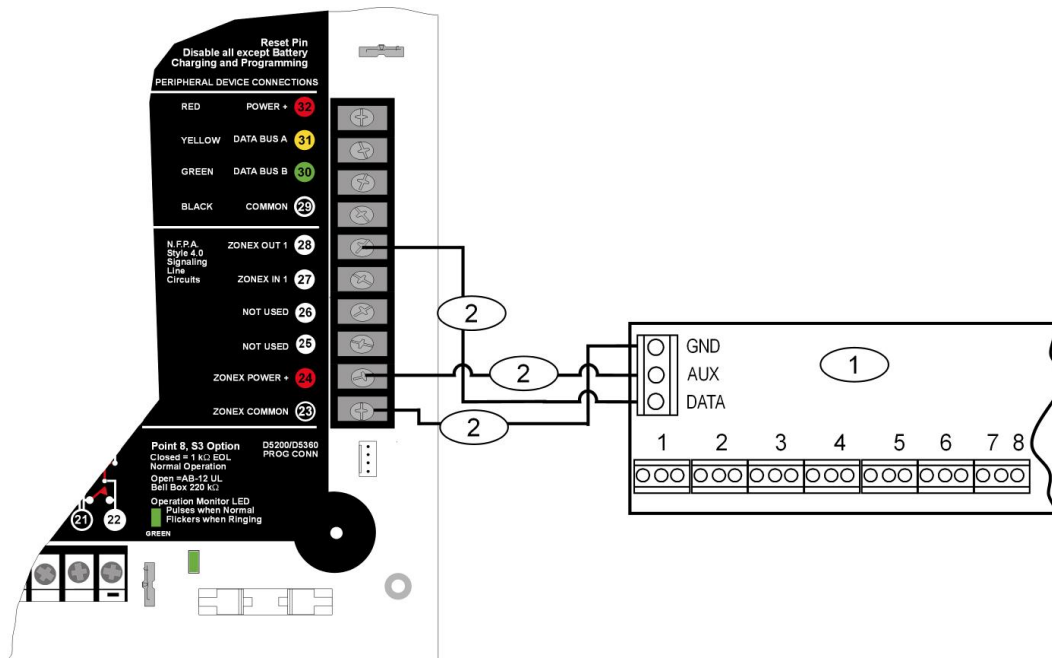 Reset Pin
Disable all except Battery
Charging and Programming
PERIPHERAL DEVICE CONNECTIONS
RED POWER + 32
YELLOW DATA BUS A 31
GREEN DATA BUS B 30
BLACK COMMON 29
N.F.P.A.
Style 4.0
Signaling
Line
Circuits
ZONEX OUT 1 28
ZONEX IN 1 27
NOT USED 26
NOT USED 25
ZONEX POWER + 24
ZONEX COMMON 23
Point 8, S3 Option
Closed = 1 kΩ EOL
Normal Operation
Open =AB-12 UL
Bell Box 220 kΩ
Operation Monitor LED
Pulses when Normal
Flickers when Ringing
GREEN
D5200/D5360
PROG CONN
21 22
2
2
2
GND
AUX
DATA
1
1 2 3 4 5 6 7 8